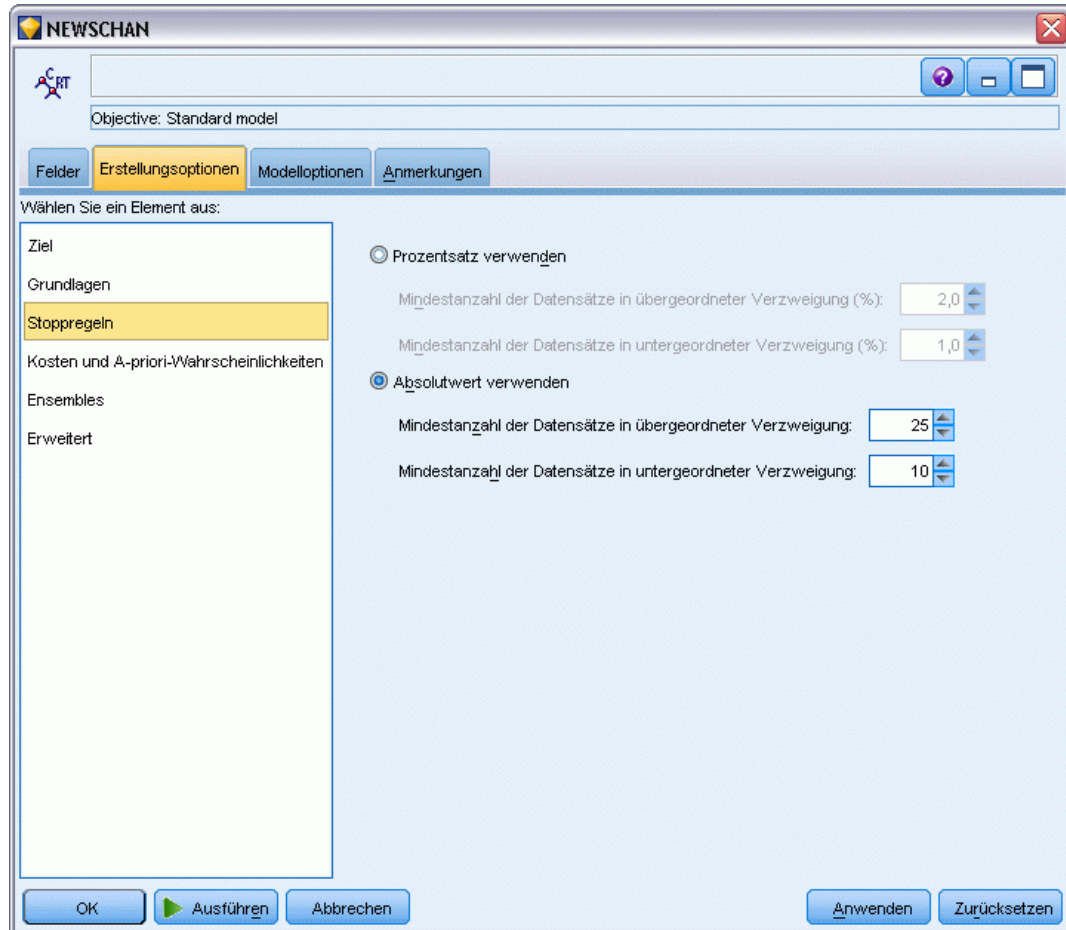 NEWSCHAN
C RT
Objective: Standard model
Felder Erstellungsoptionen Modelloptionen Anmerkungen
Wählen Sie ein Element aus:
Ziel
Grundlagen
Stoppregeln
Kosten und A-priori-Wahrscheinlichkeiten
Ensembles
Erweitert
Prozentsatz verwenden
Mindestanzahl der Datensätze in übergeordneter Verzweigung (%): 2,0
Mindestanzahl der Datensätze in untergeordneter Verzweigung (%): 1,0
Absolutwert verwenden
Mindestanzahl der Datensätze in übergeordneter Verzweigung: 25
Mindestanzahl der Datensätze in untergeordneter Verzweigung: 10
OK Ausführen Abbrechen Anwenden Zurücksetzen